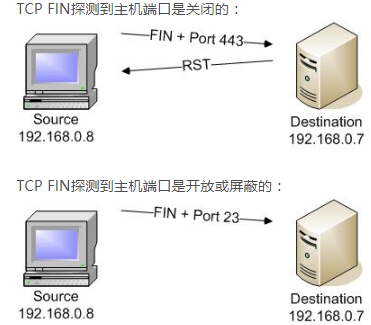 TCP FIN探测到主机端口是关闭的：
FIN + Port 443
RST
Source
192.168.0.8
Destination
192.168.0.7
TCP FIN探测到主机端口是开放或屏蔽的：
FIN + Port 23
Source
192.168.0.8
Destination
192.168.0.7